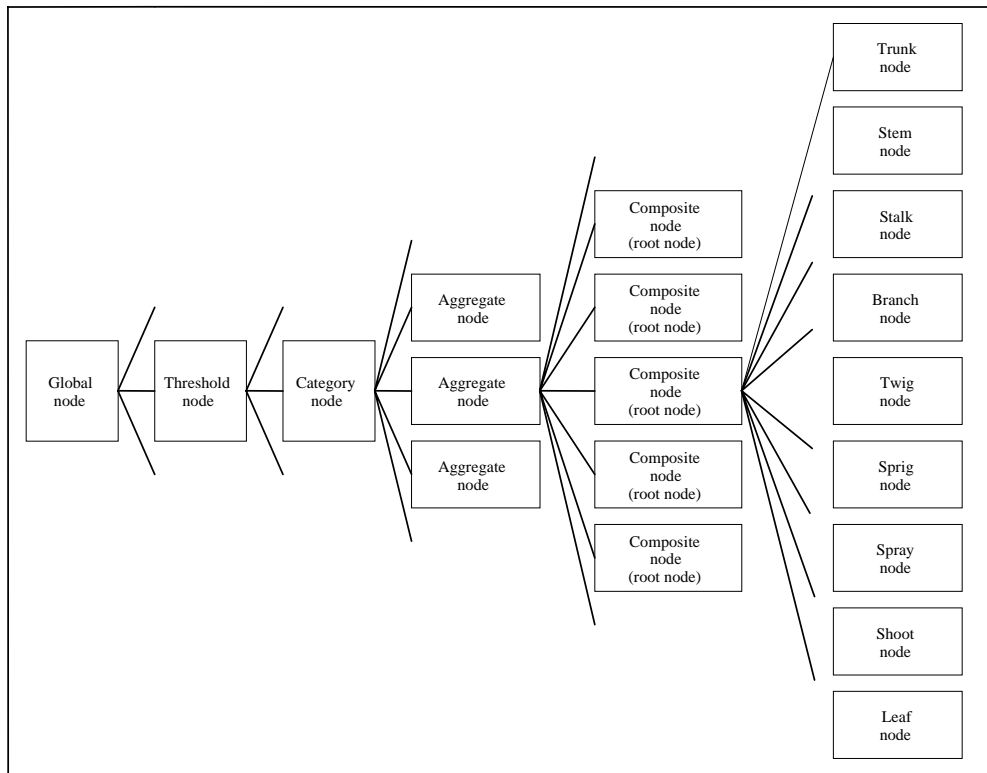 Global
node
Threshold
node
Category
node
Aggregate
node
Aggregate
node
Aggregate
node
Composite
node
(root node)
Composite
node
(root node)
Composite
node
(root node)
Composite
node
(root node)
Composite
node
(root node)
Trunk
node
Stem
node
Stalk
node
Branch
node
Twig
node
Sprig
node
Spray
node
Shoot
node
Leaf
node